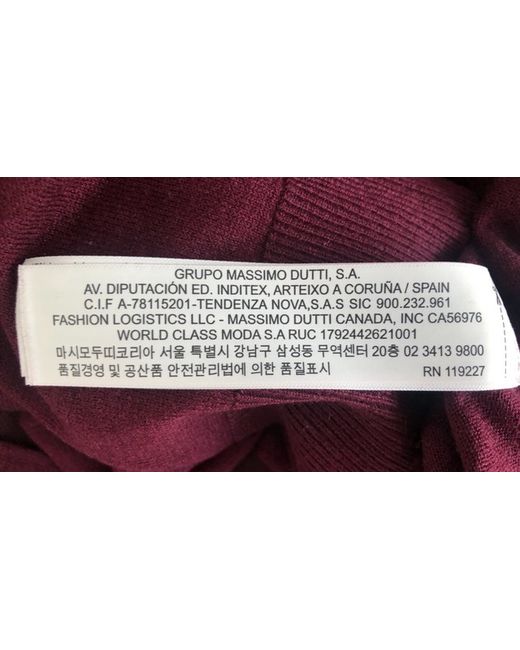 GRUPO MASSIMO DUTTI, S.A.
AV. DIPUTACIÓN ED. INDITEX, ARTEIXO A CORUÑA / SPAIN
C.I.F A-78115201-TENDENZA NOVA,S.A.S SIC 900.232.961
FASHION LOGISTICS LLC - MASSIMO DUTTI CANADA, INC CA56976
WORLD CLASS MODA S.A RUC 1792442621001
마시모두띠코리아 서울 특별시 강남구 삼성동 무역센터 20층 02 3413 9800
품질경영 및 공산품 안전관리법에 의한 품질표시 RN 119227